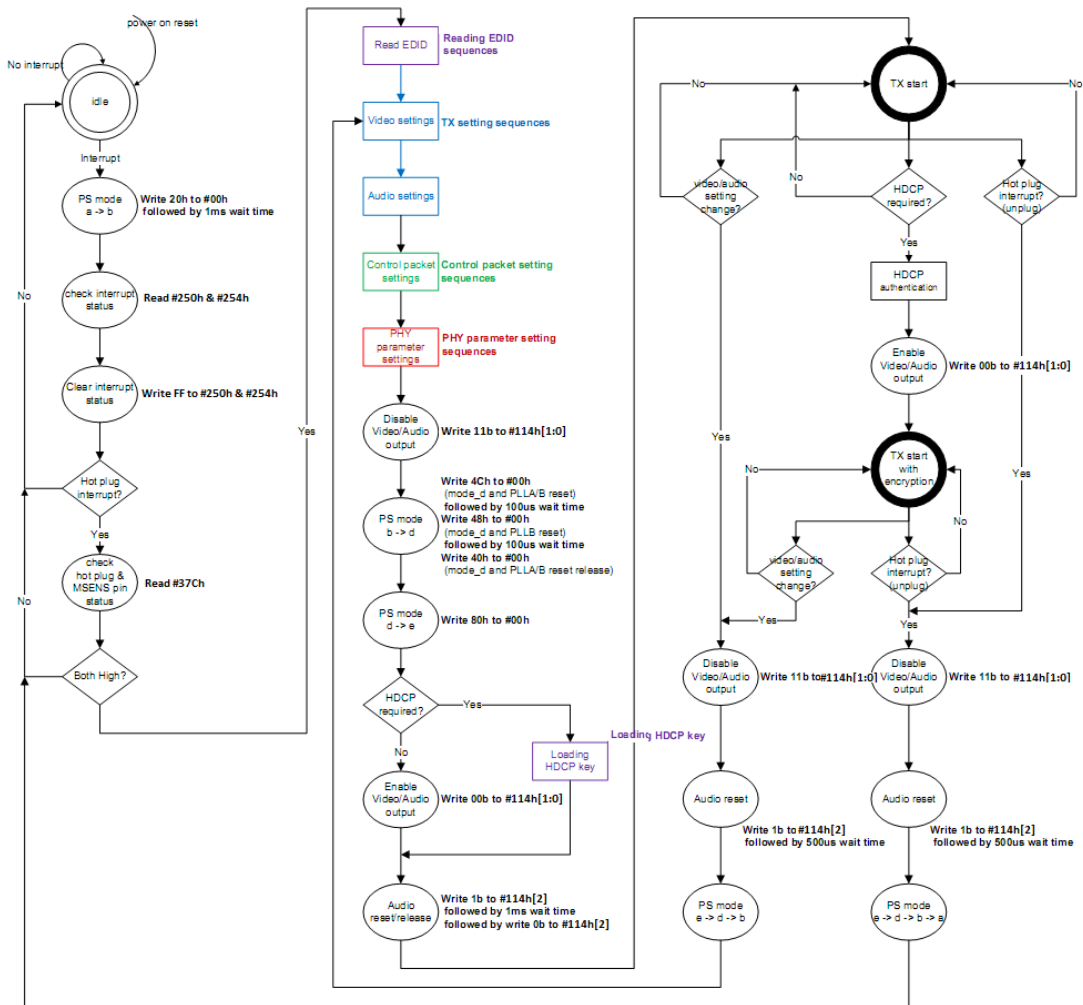 power on reset
No interrupt
idle
Interrupt
PS mode
a -> b
Write 20h to #00h
followed by 1ms wait time
No
check interrupt
status
Read #250h & #254h
Clear interrupt
status
Write FF to #250h & #254h
Hot plug
interrupt?
Yes
check
hot plug &
MSENS pin
status
Read #37Ch
No
Both High?
Yes
Read EDID
Reading EDID
sequences
Video settings
TX setting sequences
Audio settings
Control packet
settings
Control packet setting
sequences
PHY
parameter
settings
PHY parameter setting
sequences
Disable
Video/Audio
output
Write 11b to #114h[1:0]
PS mode
b -> d
Write 4Ch to #00h
(mode_d and PLLA/B reset)
followed by 100us wait time
Write 48h to #00h
(mode_d and PLLB reset)
followed by 100us wait time
Write 40h to #00h
(mode_d and PLLA/B reset release)
PS mode
d -> e
Write 80h to #00h
HDCP
required?
Yes
No
Loading HDCP key
Loading
HDCP key
Enable
Video/Audio
output
Write 00b to #114h[1:0]
Audio
reset/release
Write 1b to #114h[2]
followed by 1ms wait time
followed by write 0b to #114h[2]
TX start
No
No
No
video/audio
setting
change?
HDCP
required?
Hot plug
interrupt?
(unplug)
Yes
HDCP
authentication
Enable
Video/Audio
output
Write 00b to #114h[1:0]
Yes
Yes
TX start
with
encryption
No
No
video/audio
setting
change?
Hot plug
interrupt?
(unplug)
Yes
Yes
Disable
Video/Audio
output
Write 11b to#114h[1:0]
Disable
Video/Audio
output
Write 11b to #114h[1:0]
Audio reset
Write 1b to #114h[2]
followed by 500us wait time
Audio reset
Write 1b to #114h[2]
followed by 500us wait time
PS mode
e -> d -> b
PS mode
e -> d -> b -> a